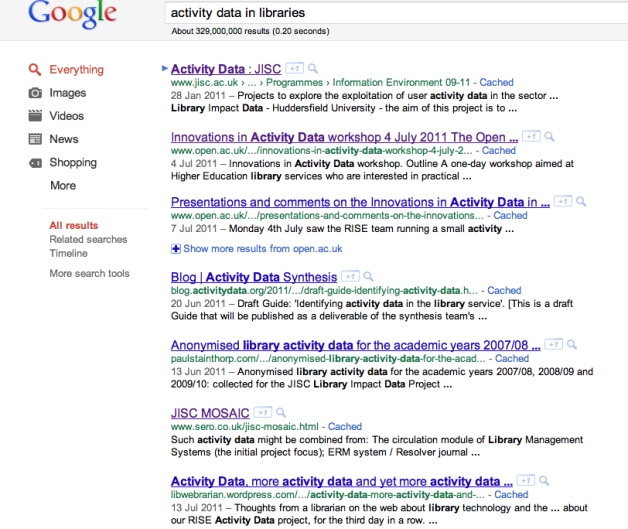 Google
activity data in libraries
About 329,000,000 results (0.20 seconds)
Everything
Images
Videos
News
Shopping
More
All results
Related searches
Timeline
More search tools
Activity Data : JISC +1
www.jisc.ac.uk › ... › Programmes › Information Environment 09-11 - Cached
28 Jan 2011 – Projects to explore the exploitation of user activity data in the sector ...
Library Impact Data - Huddersfield University - the aim of this project is to ...
Innovations in Activity Data workshop 4 July 2011 The Open ... +1
www.open.ac.uk/.../innovations-in-activity-data-workshop-4-july-2... - Cached
4 Jul 2011 – Innovations in Activity Data workshop. Outline A one-day workshop aimed at
Higher Education library services who are interested in practical ...
Presentations and comments on the Innovations in Activity Data in ... +1
www.open.ac.uk/.../presentations-and-comments-on-the-innovations... - Cached
7 Jul 2011 – Monday 4th July saw the RISE team running a small activity ...
Show more results from open.ac.uk
Blog | Activity Data Synthesis +1
blog.activitydata.org/2011/.../draft-guide-identifying-activity-data.h... - Cached
20 Jun 2011 – Draft Guide: 'Identifying activity data in the library service'. [This is a draft
Guide that will be published as a deliverable of the synthesis team's ...
Anonymised library activity data for the academic years 2007/08 ... +1
paulstainthorp.com/.../anonymised-library-activity-data-for-the-acad... - Cached
13 Jun 2011 – Anonymised library activity data for the academic years 2007/08, 2008/09 and
2009/10: collected for the JISC Library Impact Data Project ...
JISC MOSAIC +1
www.sero.co.uk/jisc-mosaic.html - Cached
Such activity data might be combined from: The circulation module of Library Management
Systems (the initial project focus); ERM system / Resolver journal ...
Activity Data, more activity data and yet more activity data ... +1
libwebrarian.wordpress.com/.../activity-data-more-activity-data-and-... - Cached
13 Jul 2011 – Thoughts from a librarian on the web about library technology and the ... about
our RISE Activity Data project, for the third day in a row. ...